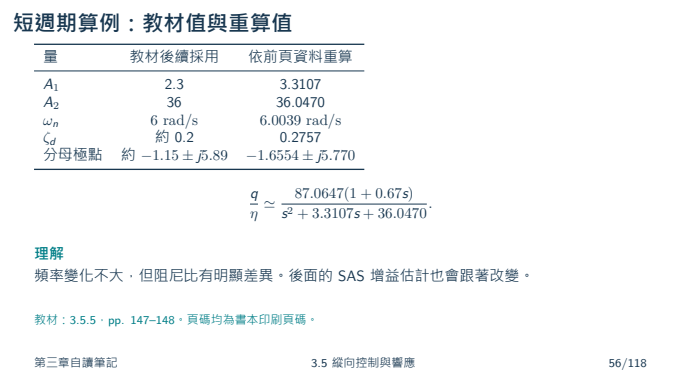 短週期算例：教材值與重算值
量 教材後續採用 依前頁資料重算
A₁ 2.3 3.3107
A₂ 36 36.0470
ωₙ 6 rad/s 6.0039 rad/s
ζ_d 約 0.2 0.2757
分母極點 約 −1.15 ± j5.89 −1.6554 ± j5.770
q/η ≃ 87.0647(1 + 0.67s) / s² + 3.3107s + 36.0470.
理解
頻率變化不大，但阻尼比有明顯差異。後面的 SAS 增益估計也會跟著改變。
教材：3.5.5，pp. 147–148。頁碼均為書本印刷頁碼。
第三章自讀筆記 3.5 縱向控制與響應 56/118